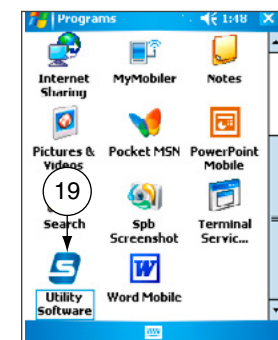 Programs 1:48
Internet MyMobiler Notes
Sharing
Pictures & Pocket MSN PowerPoint
Videos Mobile
19
Search Spb Terminal
Screenshot Servic...
Utility Word Mobile
Software